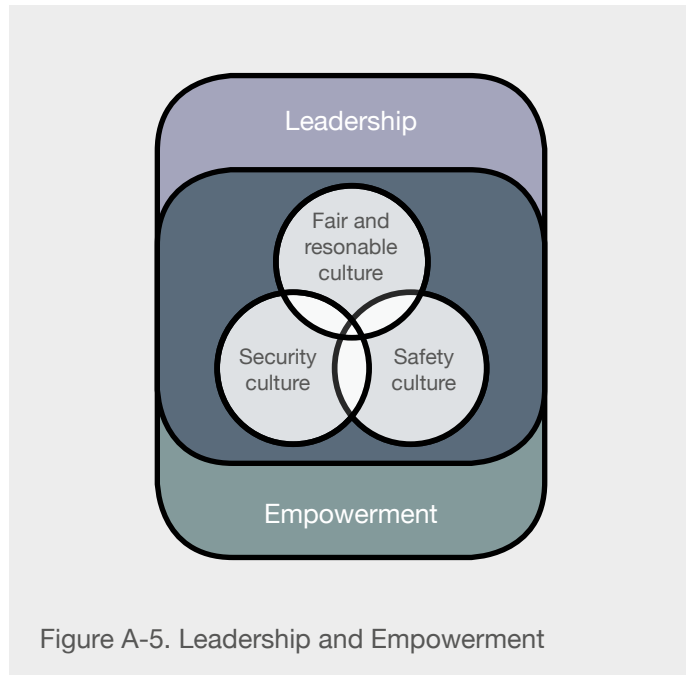 Leadership
Fair and
resonable
culture
Security
culture
Safety
culture
Empowerment
Figure A-5. Leadership and Empowerment